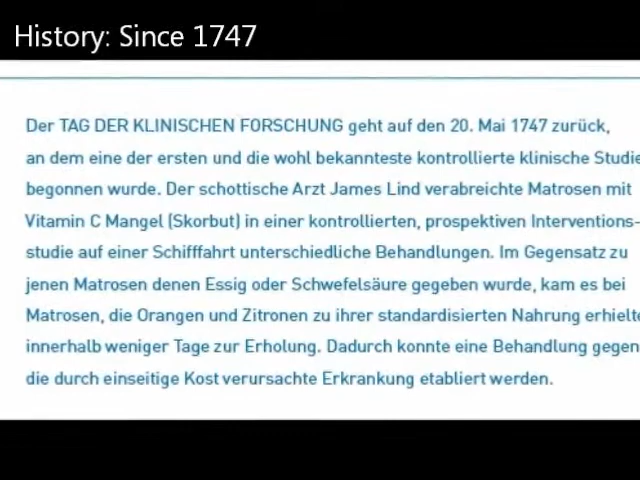 History: Since 1747
Der TAG DER KLINISCHEN FORSCHUNG geht auf den 20. Mai 1747 zurück,
an dem eine der ersten und die wohl bekannteste kontrollierte klinische Studie
begonnen wurde. Der schottische Arzt James Lind verabreichte Matrosen mit
Vitamin C Mangel (Skorbut) in einer kontrollierten, prospektiven Interventions-
studie auf einer Schifffahrt unterschiedliche Behandlungen. Im Gegensatz zu
jenen Matrosen denen Essig oder Schwefelsäure gegeben wurde, kam es bei
Matrosen, die Orangen und Zitronen zu ihrer standardisierten Nahrung erhielte
innerhalb weniger Tage zur Erholung. Dadurch konnte eine Behandlung gegen
die durch einseitige Kost verursachte Erkrankung etabliert werden.